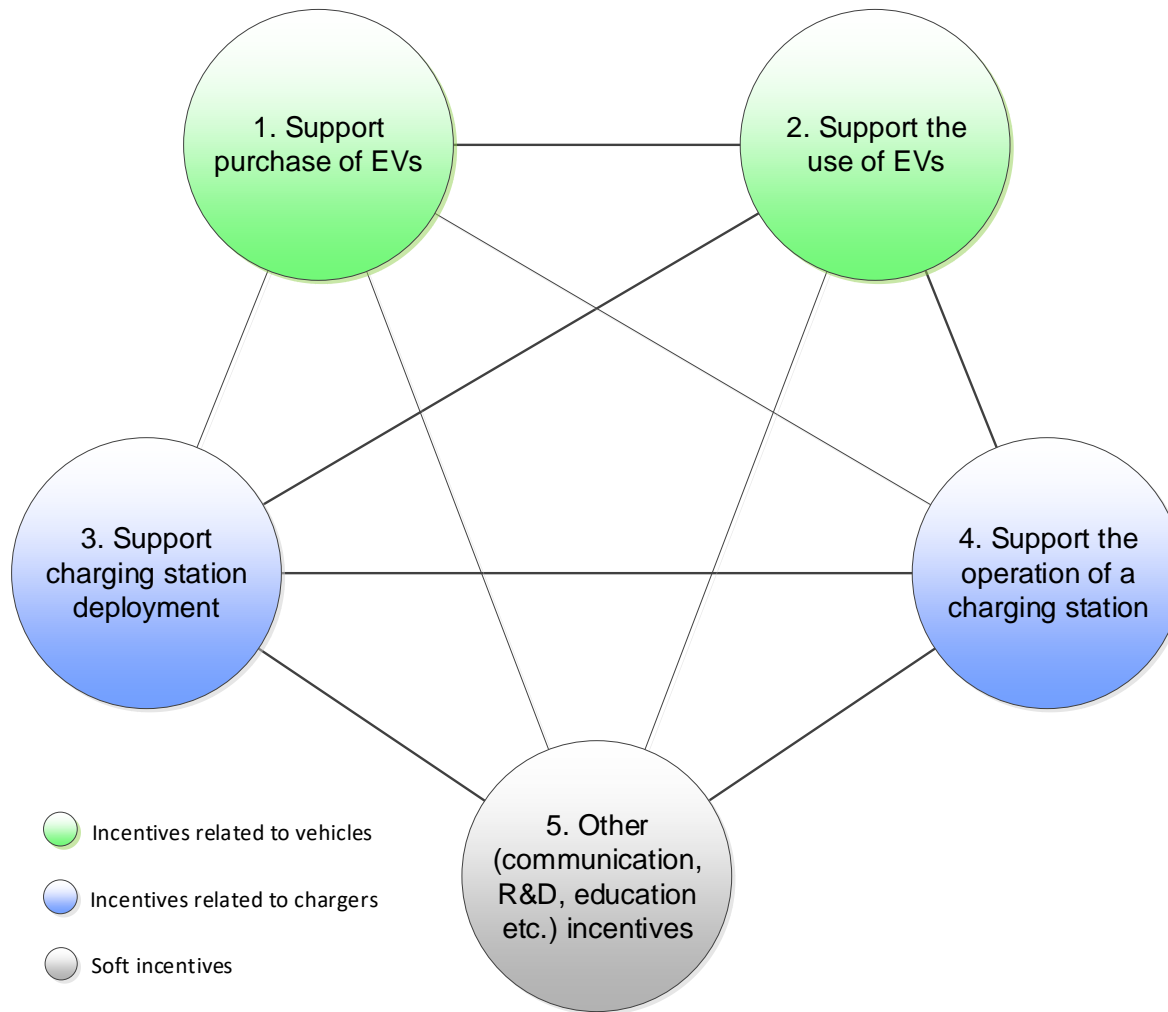 1. Support
purchase of EVs
2. Support the
use of EVs
3. Support
charging station
deployment
4. Support the
operation of a
charging station
5. Other
(communication,
R&D, education
etc.) incentives
Incentives related to vehicles
Incentives related to chargers
Soft incentives